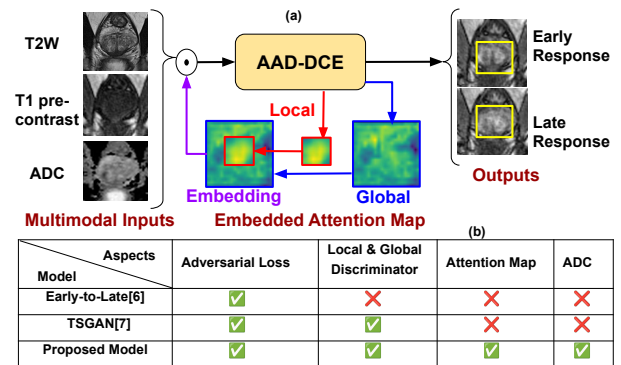 (a)
T2W
T1 pre-
contrast
ADC
Multimodal Inputs
AAD-DCE
Local
Embedding
Global
Embedded Attention Map
Early
Response
Late
Response
Outputs
(b)
Aspects
Model
Adversarial Loss
Local & Global
Discriminator
Attention Map
ADC
Early-to-Late[6]
✅ ❌ ❌ ❌
TSGAN[7]
✅ ✅ ❌ ❌
Proposed Model
✅ ✅ ✅ ✅